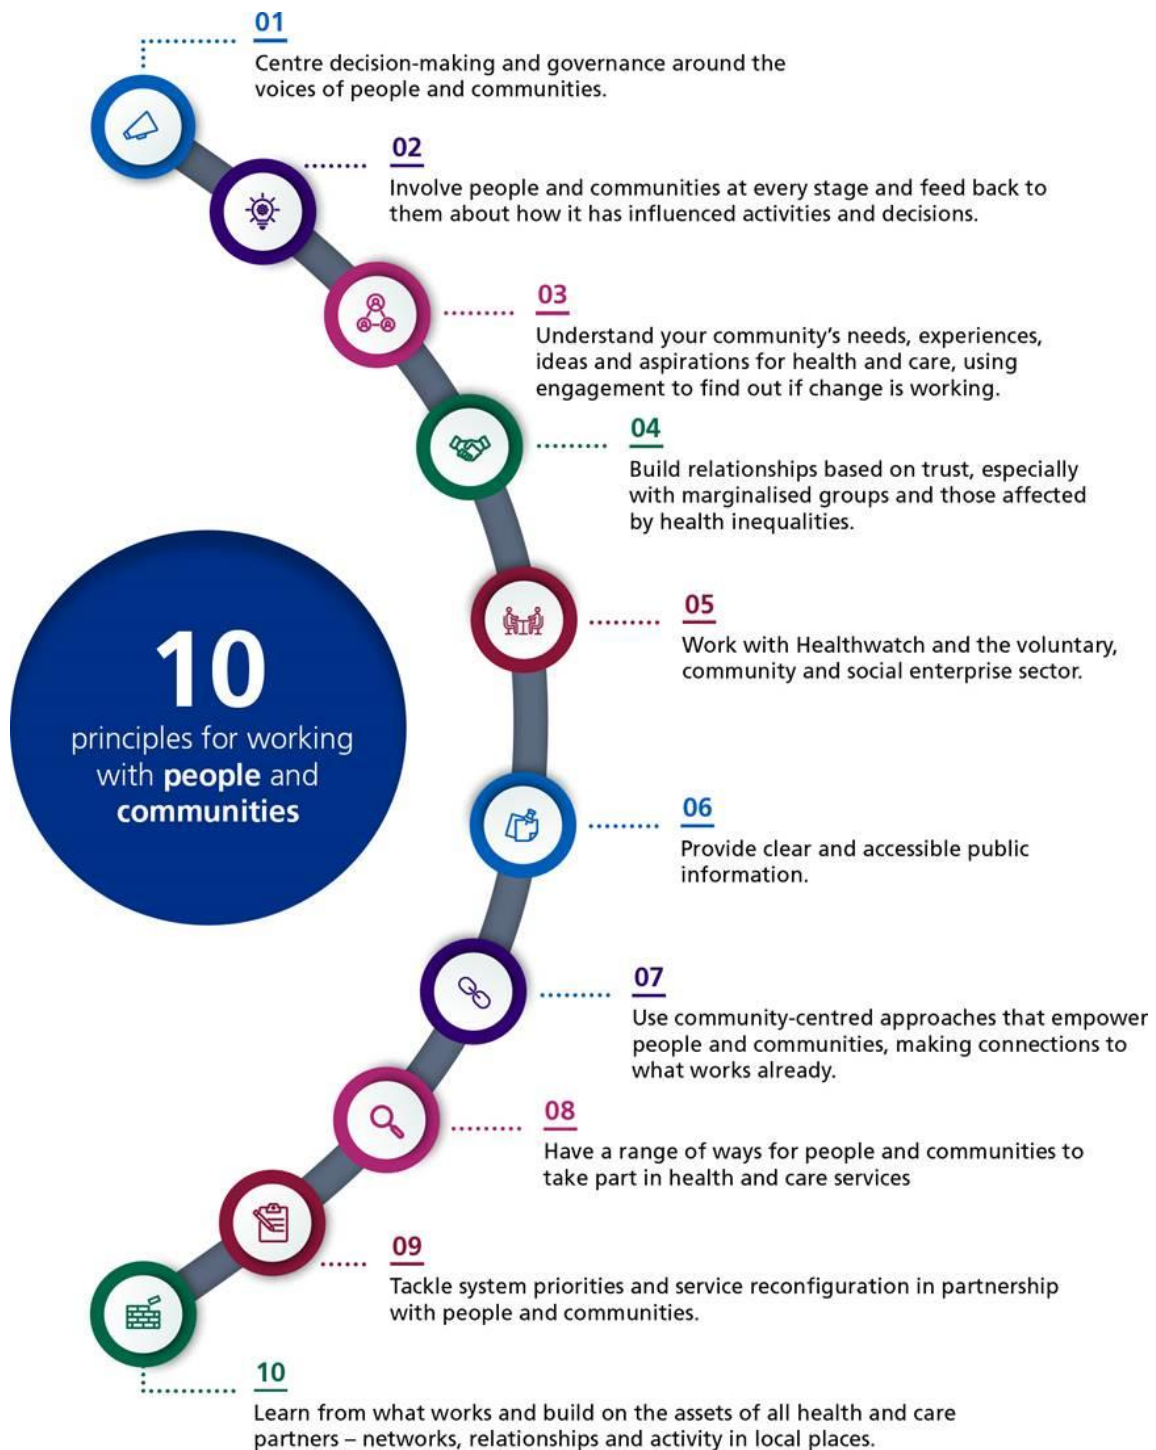 01
Centre decision-making and governance around the
voices of people and communities.
02
Involve people and communities at every stage and feed back to
them about how it has influenced activities and decisions.
03
Understand your community’s needs, experiences,
ideas and aspirations for health and care, using
engagement to find out if change is working.
04
Build relationships based on trust, especially
with marginalised groups and those affected
by health inequalities.
10
principles for working
with people and
communities
05
Work with Healthwatch and the voluntary,
community and social enterprise sector.
06
Provide clear and accessible public
information.
07
Use community-centred approaches that empower
people and communities, making connections to
what works already.
08
Have a range of ways for people and communities to
take part in health and care services
09
Tackle system priorities and service reconfiguration in partnership
with people and communities.
10
Learn from what works and build on the assets of all health and care
partners – networks, relationships and activity in local places.